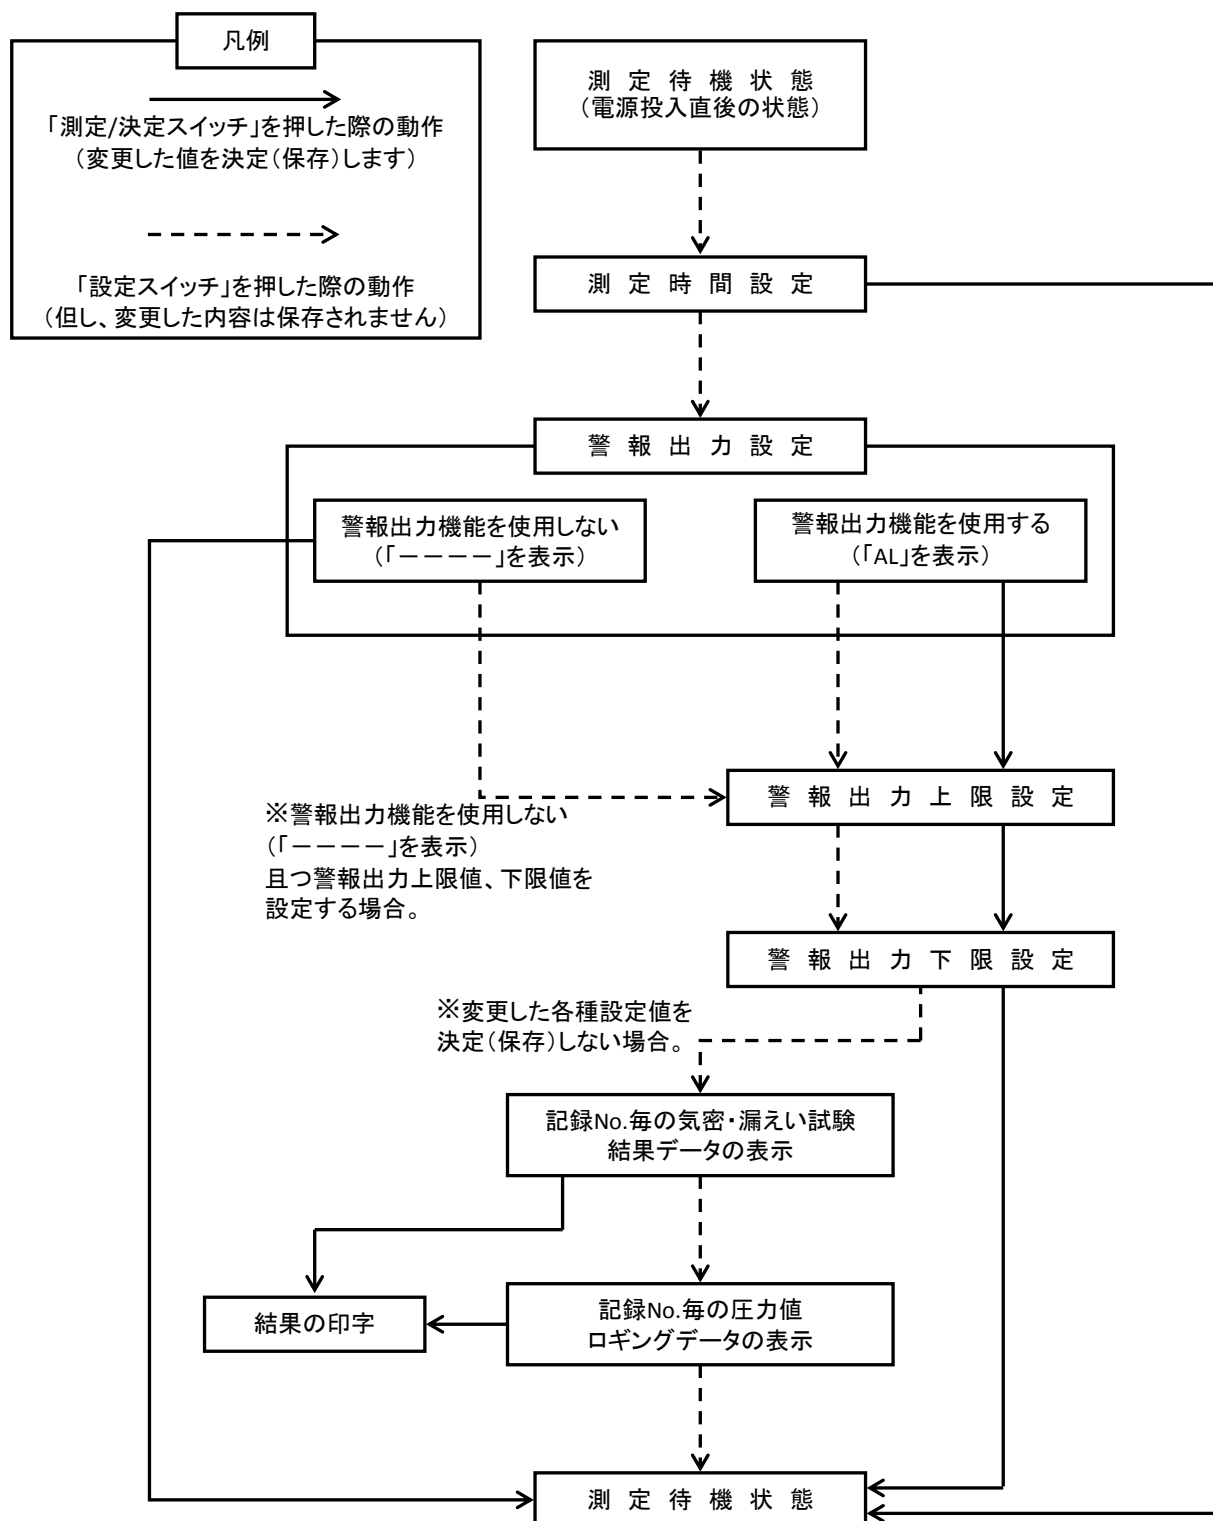 凡例
「測定/決定スイッチ」を押した際の動作
（変更した値を決定（保存）します）
「設定スイッチ」を押した際の動作
（但し、変更した内容は保存されません）
測定待機状態
（電源投入直後の状態）
測定時間設定
警報出力設定
警報出力機能を使用しない
（「－－－－」を表示）
警報出力機能を使用する
（「AL」を表示）
警報出力上限設定
※警報出力機能を使用しない
（「－－－－」を表示）
且つ警報出力上限値、下限値を
設定する場合。
警報出力下限設定
※変更した各種設定値を
決定（保存）しない場合。
記録No.毎の気密・漏えい試験
結果データの表示
結果の印字
記録No.毎の圧力値
ロギングデータの表示
測定待機状態